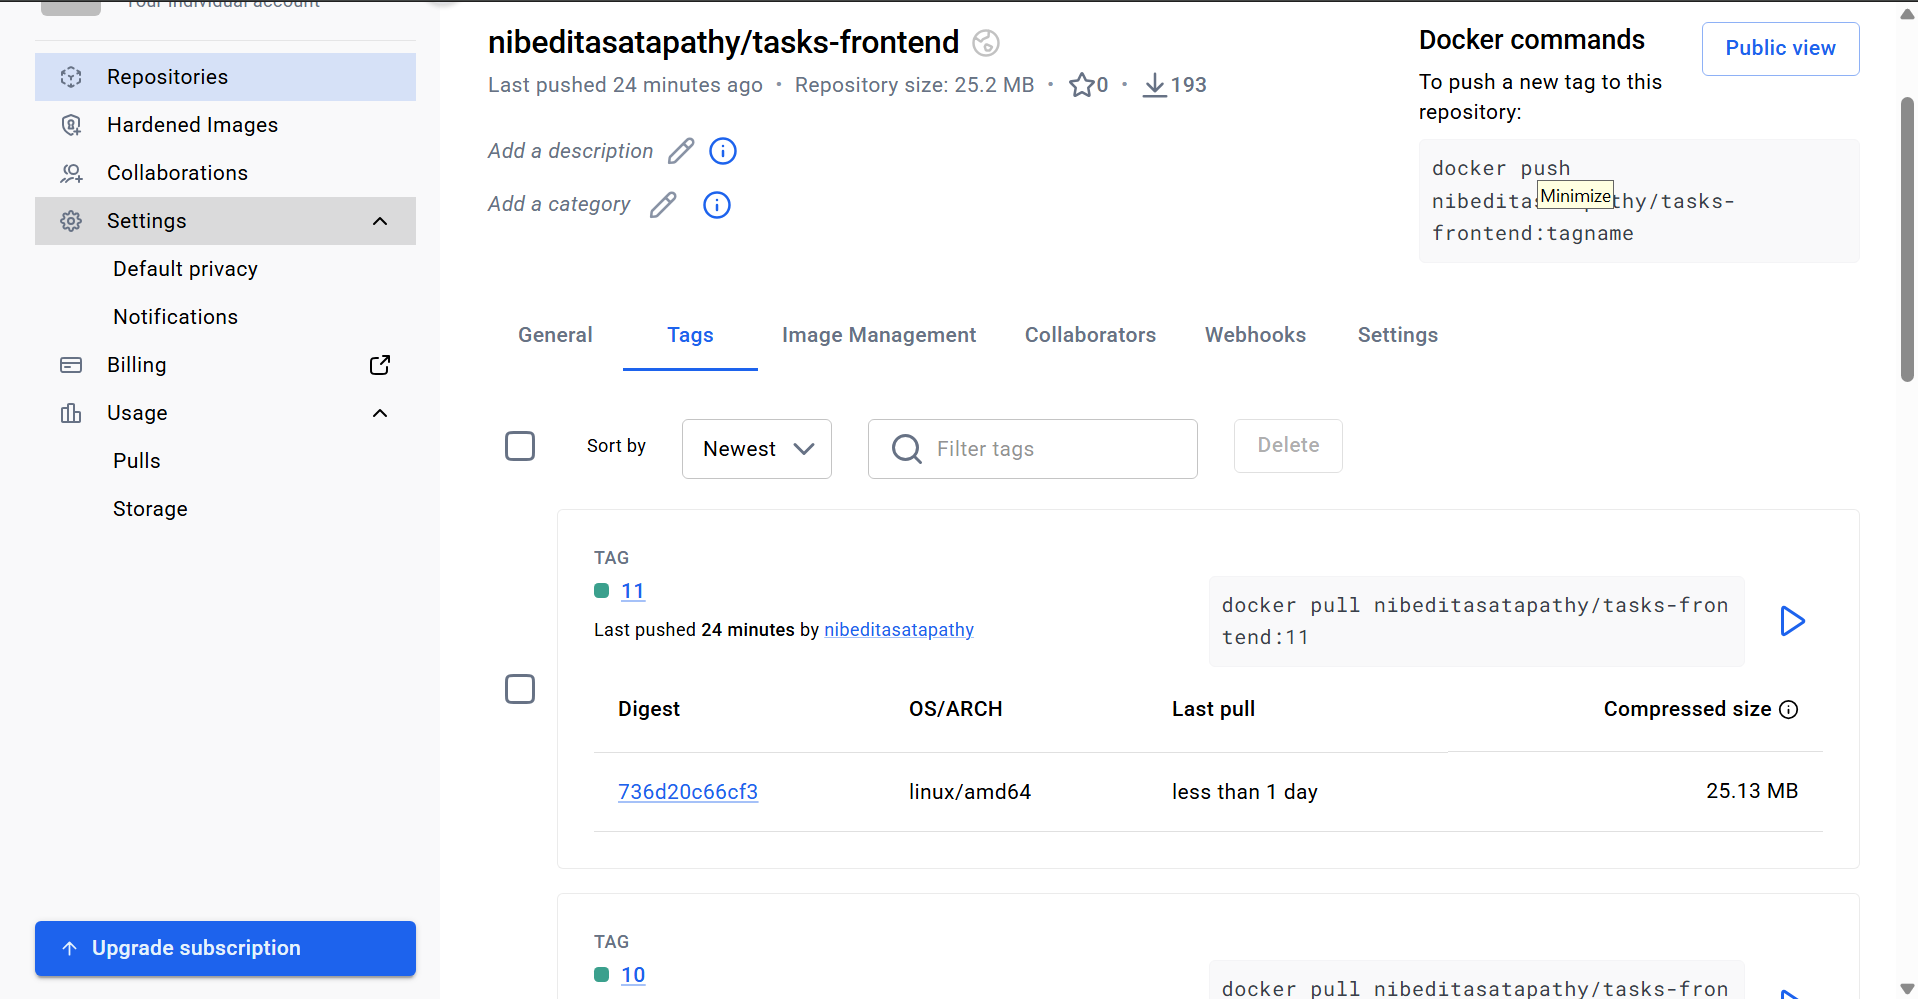 Your individual account
Repositories
Hardened Images
Collaborations
Settings
Default privacy
Notifications
Billing
Usage
Pulls
Storage
Upgrade subscription
nibeditasatapathy/tasks-frontend
Last pushed 24 minutes ago • Repository size: 25.2 MB • 0 • 193
Add a description
Add a category
Docker commands
Public view
To push a new tag to this
repository:
docker push
nibeditasatapathy/tasks-
Minimize
frontend:tagname
General Tags Image Management Collaborators Webhooks Settings
Sort by Newest Filter tags Delete
TAG
11
Last pushed 24 minutes by nibeditasatapathy
docker pull nibeditasatapathy/tasks-fron
tend:11
Digest OS/ARCH Last pull Compressed size
736d20c66cf3 linux/amd64 less than 1 day 25.13 MB
TAG
10
docker pull nibeditasatapathy/tasks-fron